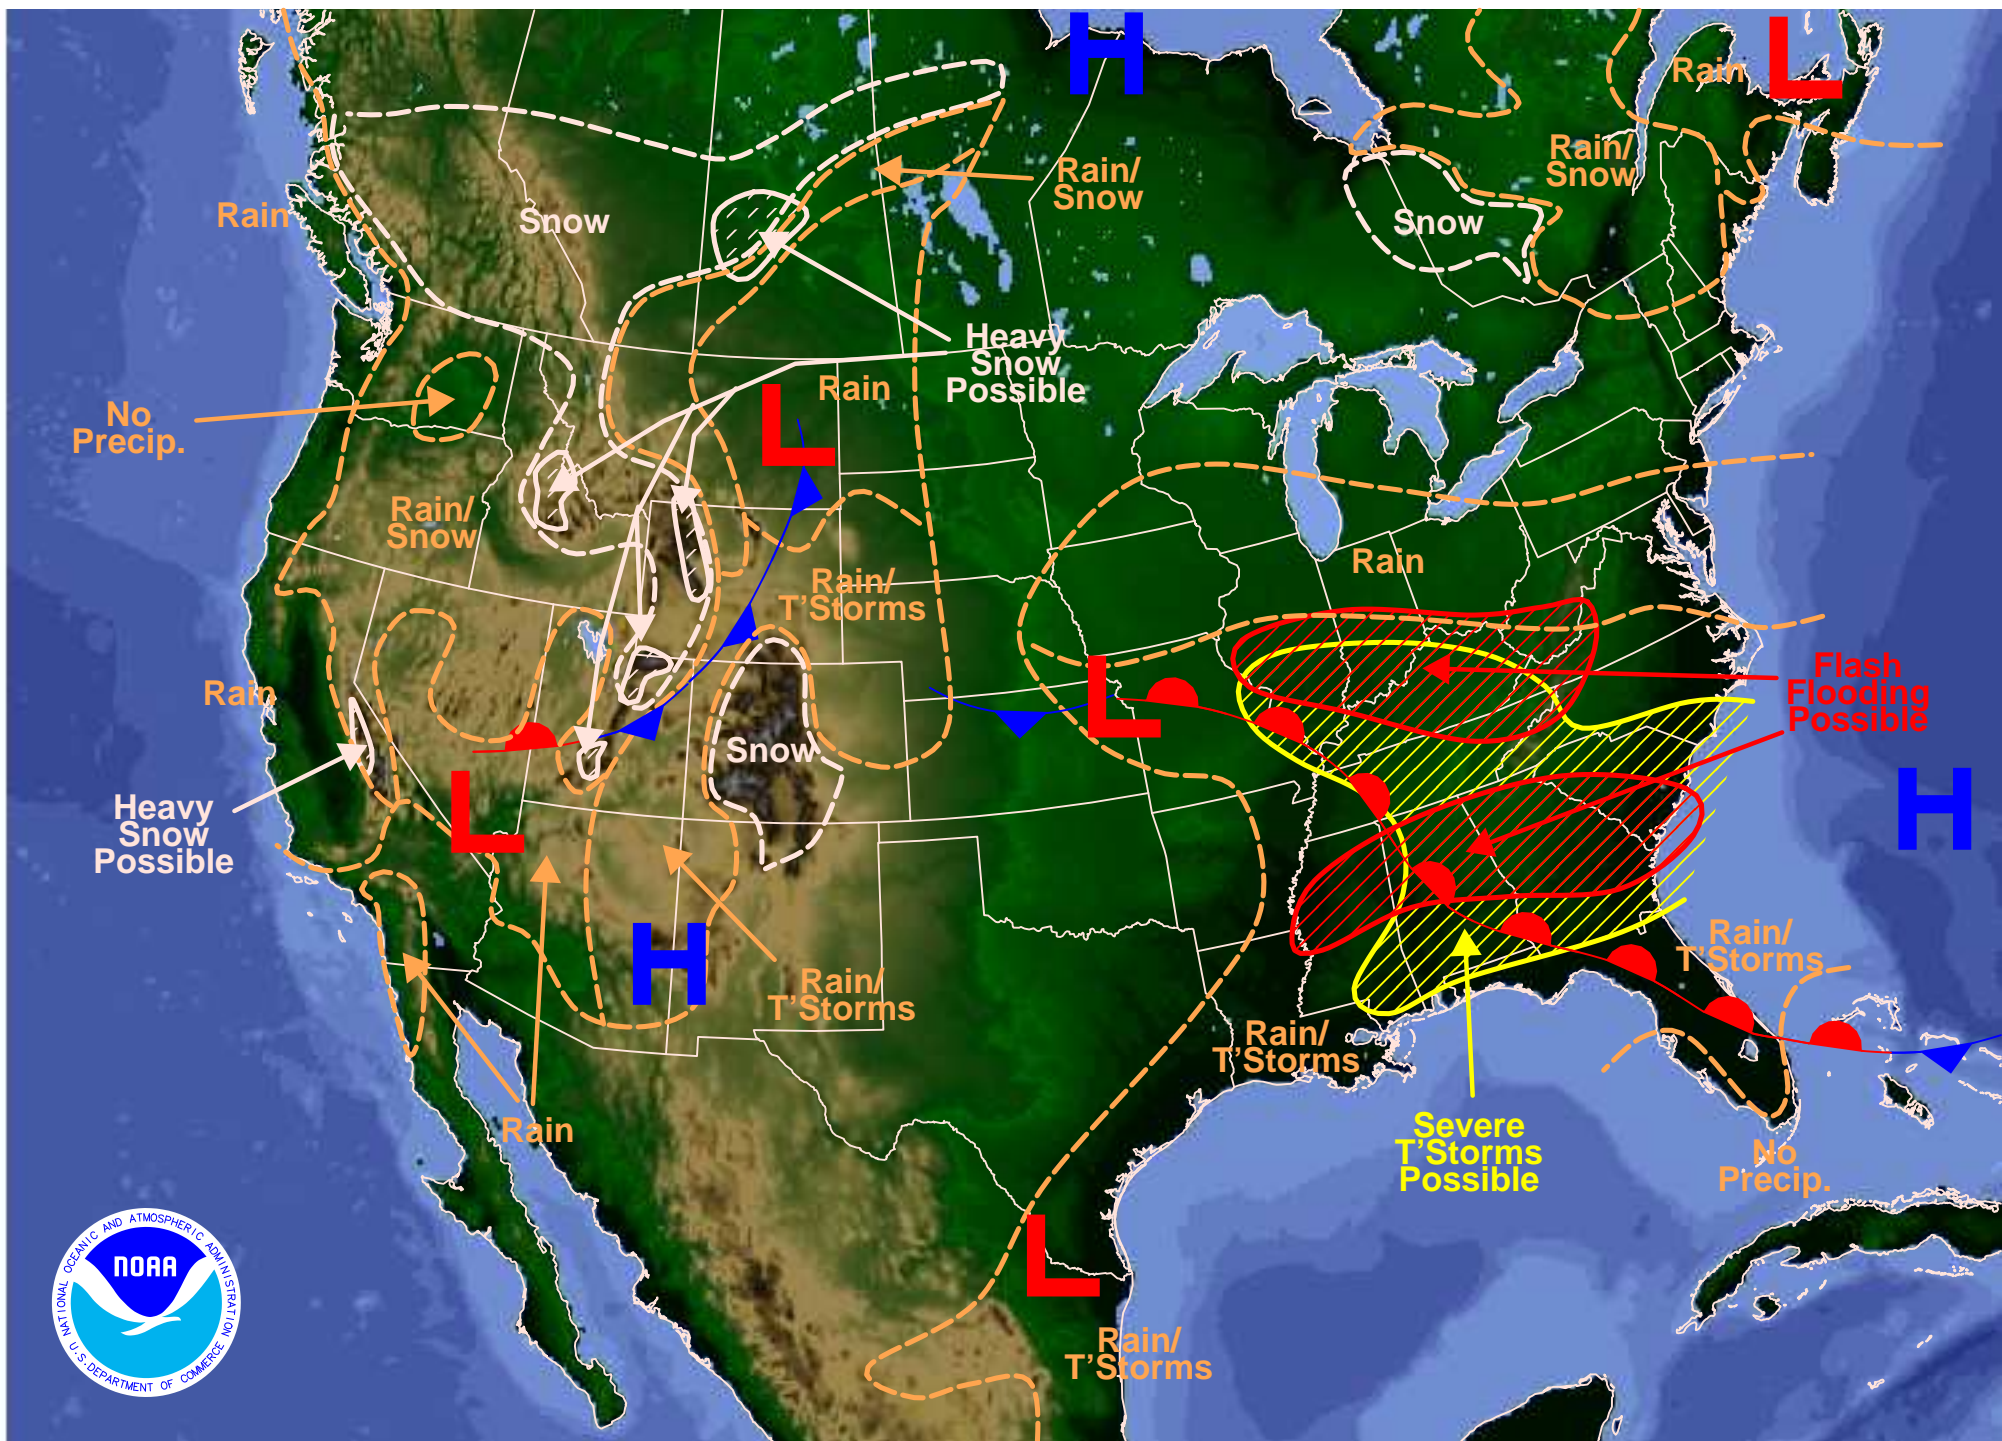 H
L
Rain
Rain/
Snow
Rain/
Snow
Rain
Snow
Snow
Heavy
Snow
Possible
L
Rain
No
Precip.
Rain/
Snow
Rain
Rain/
T'Storms
L
Flash
Flooding
Possible
Rain
Snow
Heavy
Snow
Possible
L
H
H
Rain/
T'Storms
Rain/
T'Storms
Rain/
T'Storms
Rain
Severe
T'Storms
Possible
No
Precip.
L
Rain/
T'Storms
NATIONAL OCEANIC AND ATMOSPHERIC ADMINISTRATION
NOAA
U.S. DEPARTMENT OF COMMERCE